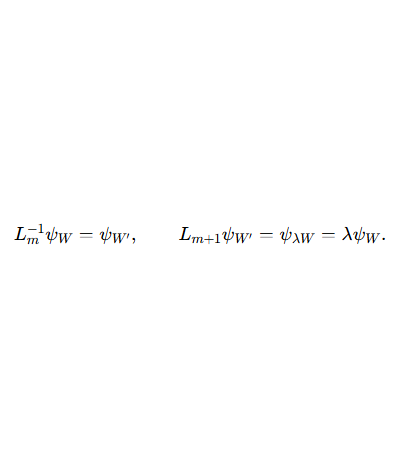 $L_m^{-1}\psi_W = \psi_{W'}, \qquad L_{m+1}\psi_{W'} = \psi_{\lambda W} = \lambda\psi_W.$